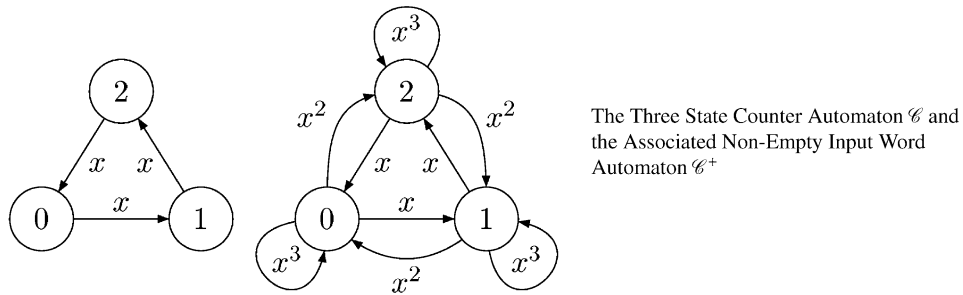 2
x
x
0
x
1
x³
2
x²
x²
x
x
0
x
1
x³
x²
x³
The Three State Counter Automaton 𝒞 and
the Associated Non-Empty Input Word
Automaton 𝒞⁺